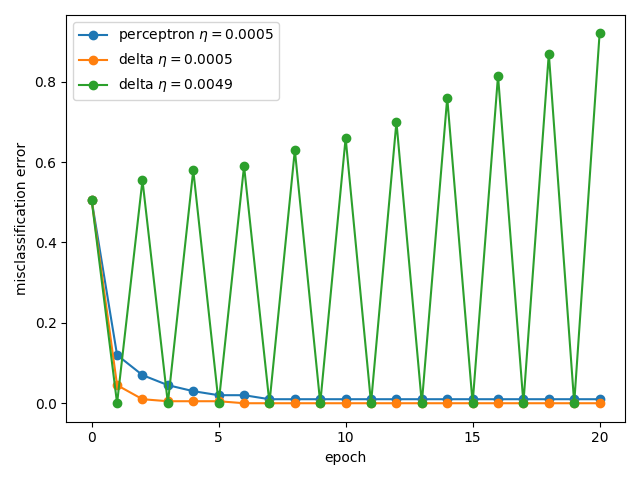 perceptron η = 0.0005
delta η = 0.0005
delta η = 0.0049
misclassification error
0.8
0.6
0.4
0.2
0.0
0
5
10
15
20
epoch